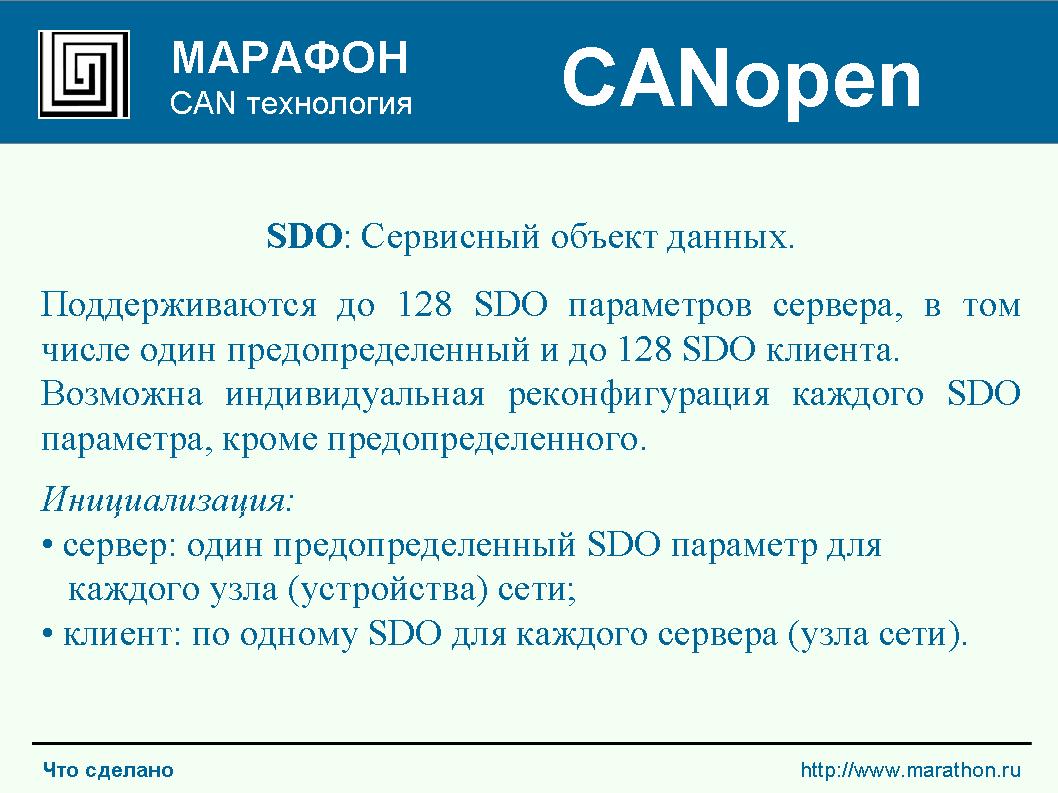 МАРАФОН
CAN технология
CANopen
SDO: Сервисный объект данных.
Поддерживаются до 128 SDO параметров сервера, в том
числе один предопределенный и до 128 SDO клиента.
Возможна индивидуальная реконфигурация каждого SDO
параметра, кроме предопределенного.
Инициализация:
• сервер: один предопределенный SDO параметр для
каждого узла (устройства) сети;
• клиент: по одному SDO для каждого сервера (узла сети).
Что сделано
http://www.marathon.ru